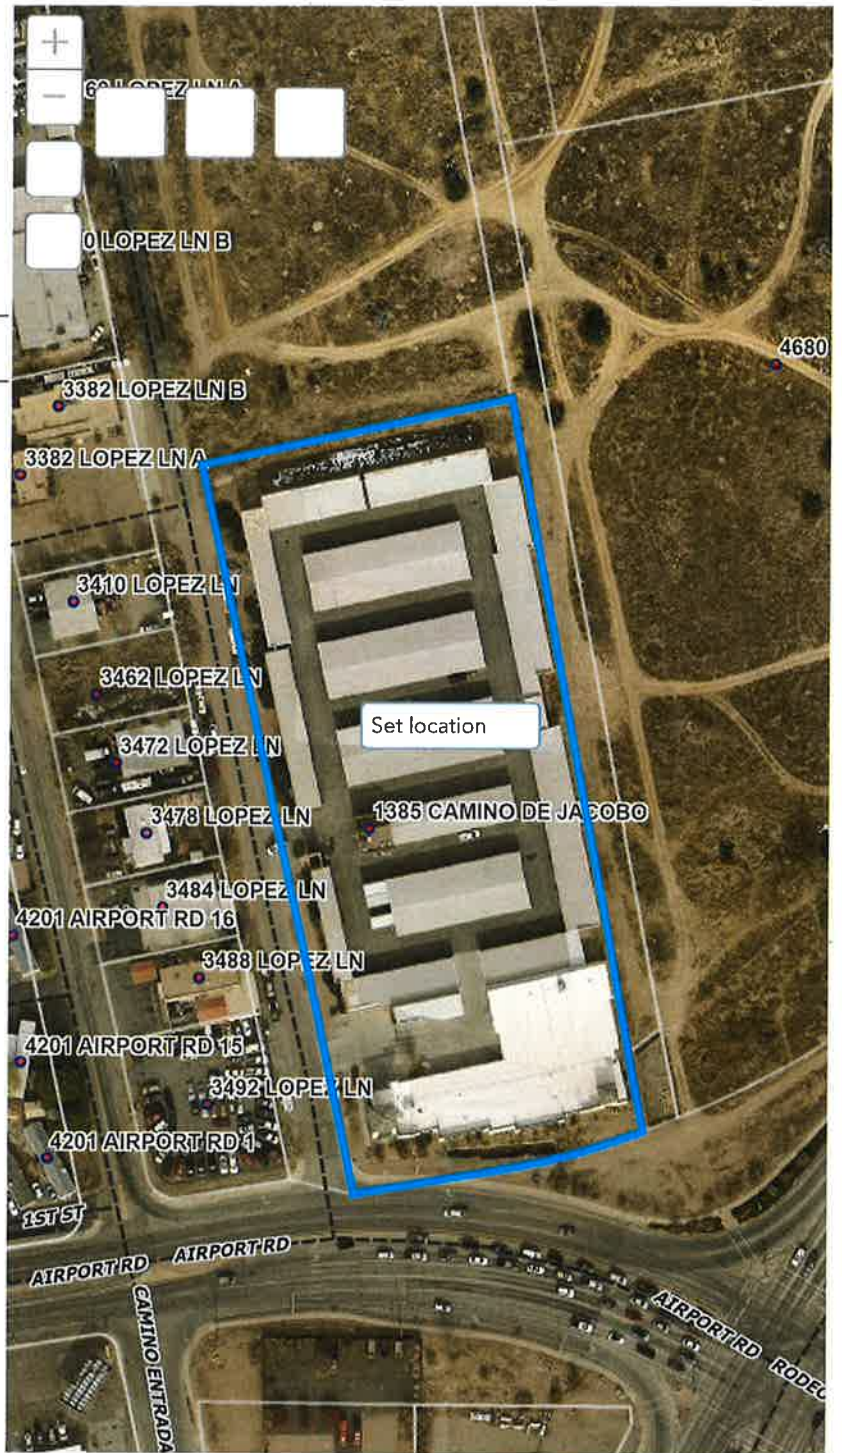 +
−
0 LOPEZ LN B
4680
3382 LOPEZ LN B
3382 LOPEZ LN A
3410 LOPEZ LN
3462 LOPEZ LN
Set location
3472 LOPEZ LN
1385 CAMINO DE JACOBO
3478 LOPEZ LN
3484 LOPEZ LN
4201 AIRPORT RD 16
3488 LOPEZ LN
4201 AIRPORT RD 15
3492 LOPEZ LN
4201 AIRPORT RD 1
1ST ST
AIRPORT RD
AIRPORT RD
AIRPORT RD
RODEO
CAMINO ENTRADA